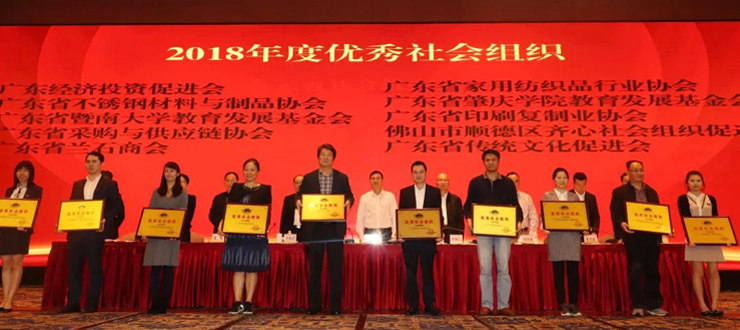 2018年度优秀社会组织
广东经济投资促进会
广东省不锈钢材料与制品协会
广东省暨南大学教育发展基金会
广东省采购与供应链协会
广东省兰石商会
广东省家用纺织品行业协会
广东省肇庆学院教育发展基金会
广东省印刷复制业协会
佛山市顺德区齐心社会组织促进
广东省传统文化促进会